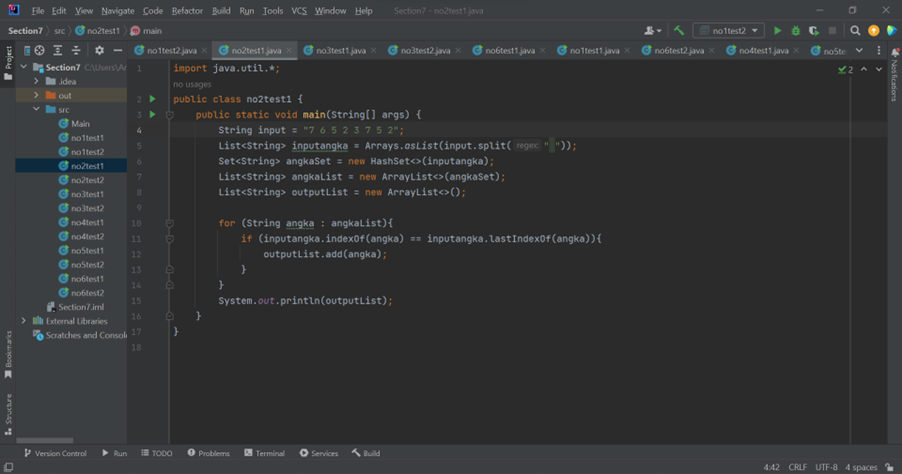 File Edit View Navigate Code Refactor Build Run Tools VCS Window Help Section7 - no2test1.java
Section7 src no2test1 main no1test2
Project
no1test2.java no2test1.java no3test1.java no3test2.java no6test1.java no1test1.java no6test2.java no4test1.java no5te
Section7 C:\Users\Ar
.idea
out
src
Main
no1test1
no1test2
no2test1
no2test2
no3test1
no3test2
no4test1
no4test2
no5test1
no5test2
no6test1
no6test2
Section7.iml
External Libraries
Scratches and Consol
1 import java.util.*;
no usages
2 public class no2test1 {
3 public static void main(String[] args) {
4 String input = "7 6 5 2 3 7 5 2";
5 List<String> inputangka = Arrays.asList(input.split( regex: " "));
6 Set<String> angkaSet = new HashSet<>(inputangka);
7 List<String> angkaList = new ArrayList<>(angkaSet);
8 List<String> outputList = new ArrayList<>();
9
10 for (String angka : angkaList){
11 if (inputangka.indexOf(angka) == inputangka.lastIndexOf(angka)){
12 outputList.add(angka);
13 }
14 }
15 System.out.println(outputList);
16 }
17 }
18
2
Notifications
Bookmarks
Structure
Version Control Run TODO Problems Terminal Services Build
4:42 CRLF UTF-8 4 spaces